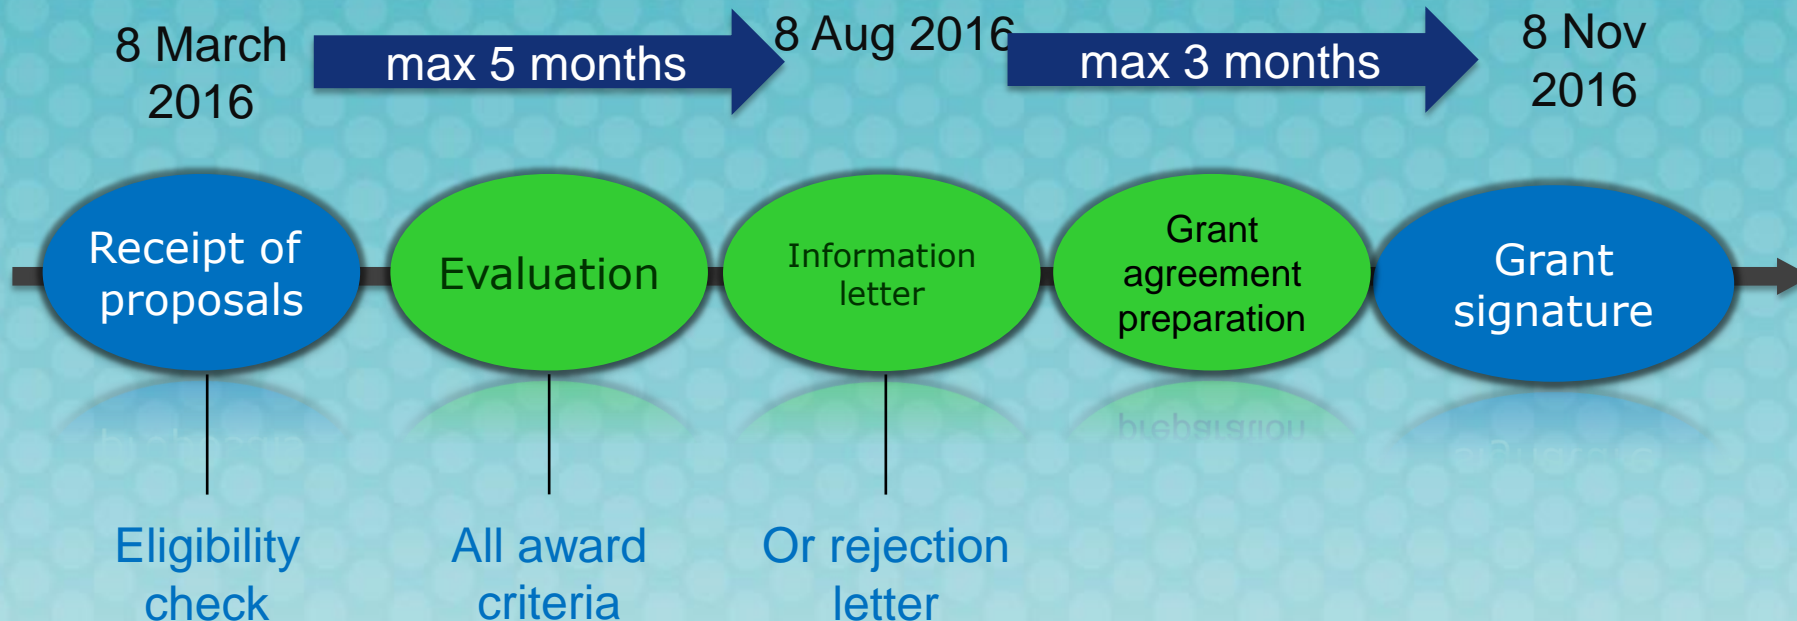 8 March
2016
max 5 months
8 Aug 2016
max 3 months
8 Nov
2016
Receipt of
proposals
Evaluation
Information
letter
Grant
agreement
preparation
Grant
signature
Eligibility
check
All award
criteria
Or rejection
letter